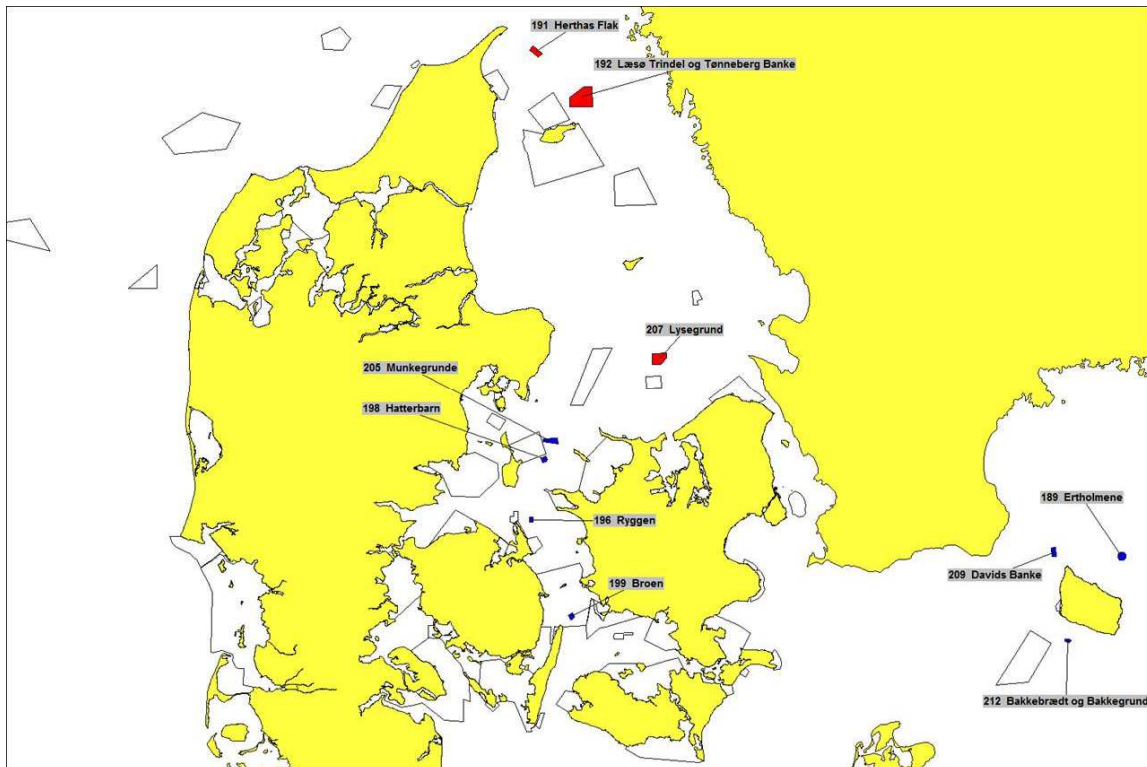 191 Herthas Flak
192 Læsø Trindel og Tønneberg Banke
207 Lysegrund
205 Munkegrunde
198 Hatterbarn
189 Ertholmene
196 Ryggen
209 Davids Banke
199 Broen
212 Bakkebrædt og Bakkegrund